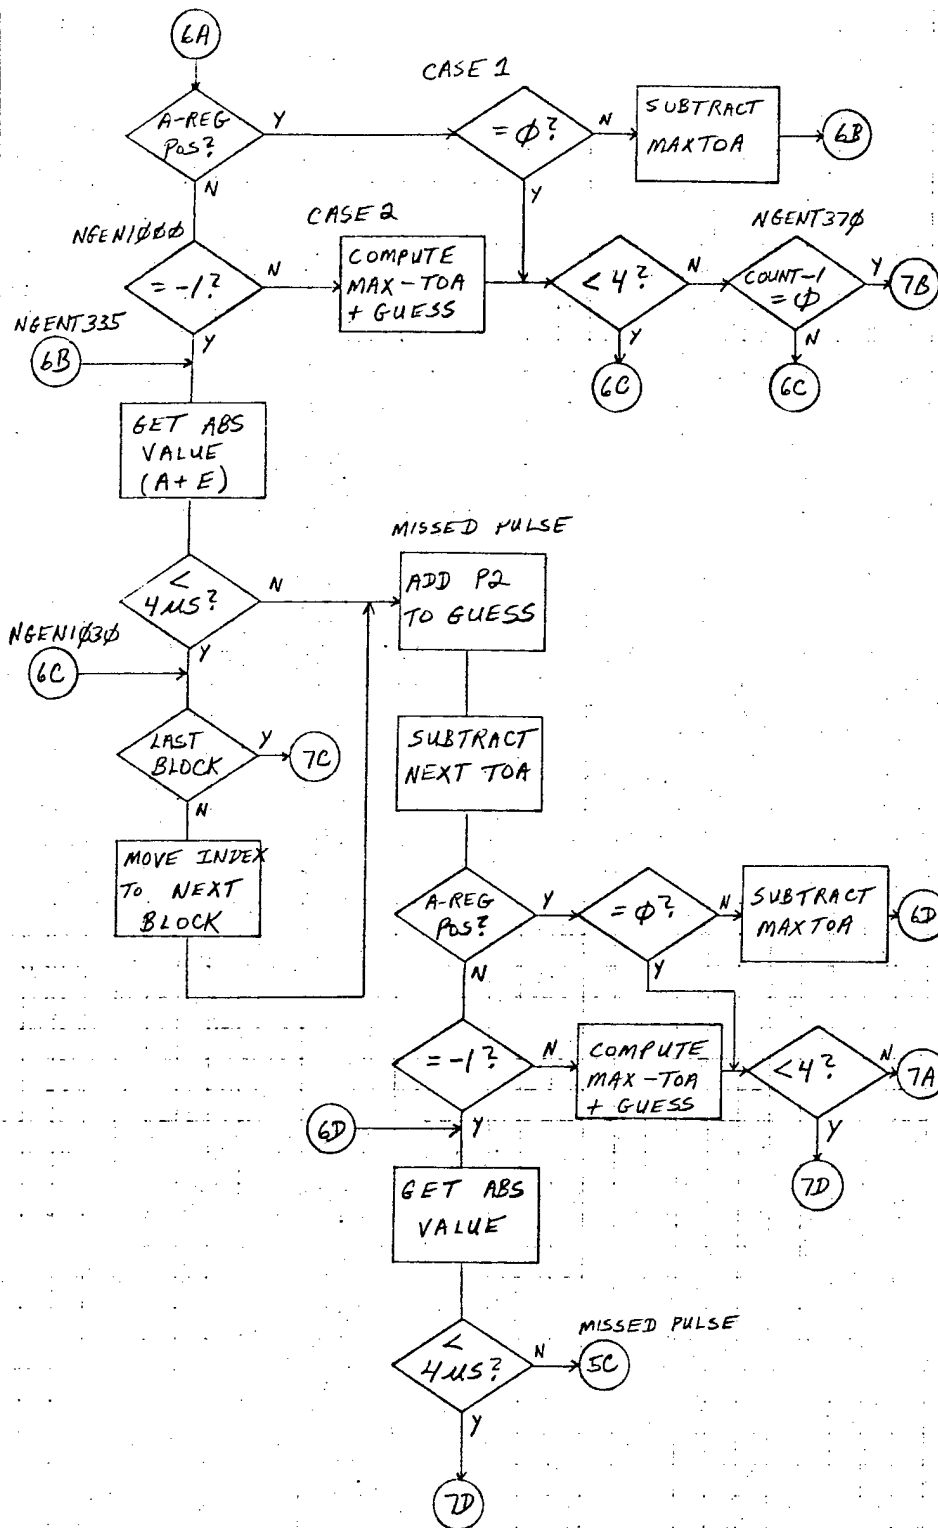 6A
CASE 1
A-REG
POS?
Y
= Ø?
N
SUBTRACT
MAXTOA
6B
N
Y
NGEN1ØØØ
CASE 2
NGENT37Ø
= -1?
N
COMPUTE
MAX-TOA
+ GUESS
< 4?
N
COUNT-1
= Ø
Y
7B
NGENT335
6B
Y
Y
N
6C
6C
GET ABS
VALUE
(A+E)
MISSED PULSE
<
4µS?
N
ADD P2
TO GUESS
NGEN1Ø3Ø
6C
Y
LAST
BLOCK
Y
7C
SUBTRACT
NEXT TOA
N
MOVE INDEX
TO NEXT
BLOCK
A-REG
POS?
Y
= Ø?
N
SUBTRACT
MAXTOA
6D
N
Y
= -1?
N
COMPUTE
MAX-TOA
+ GUESS
<4?
N
7A
6D
Y
Y
7D
GET ABS
VALUE
MISSED PULSE
<
4µS?
N
5C
Y
7D